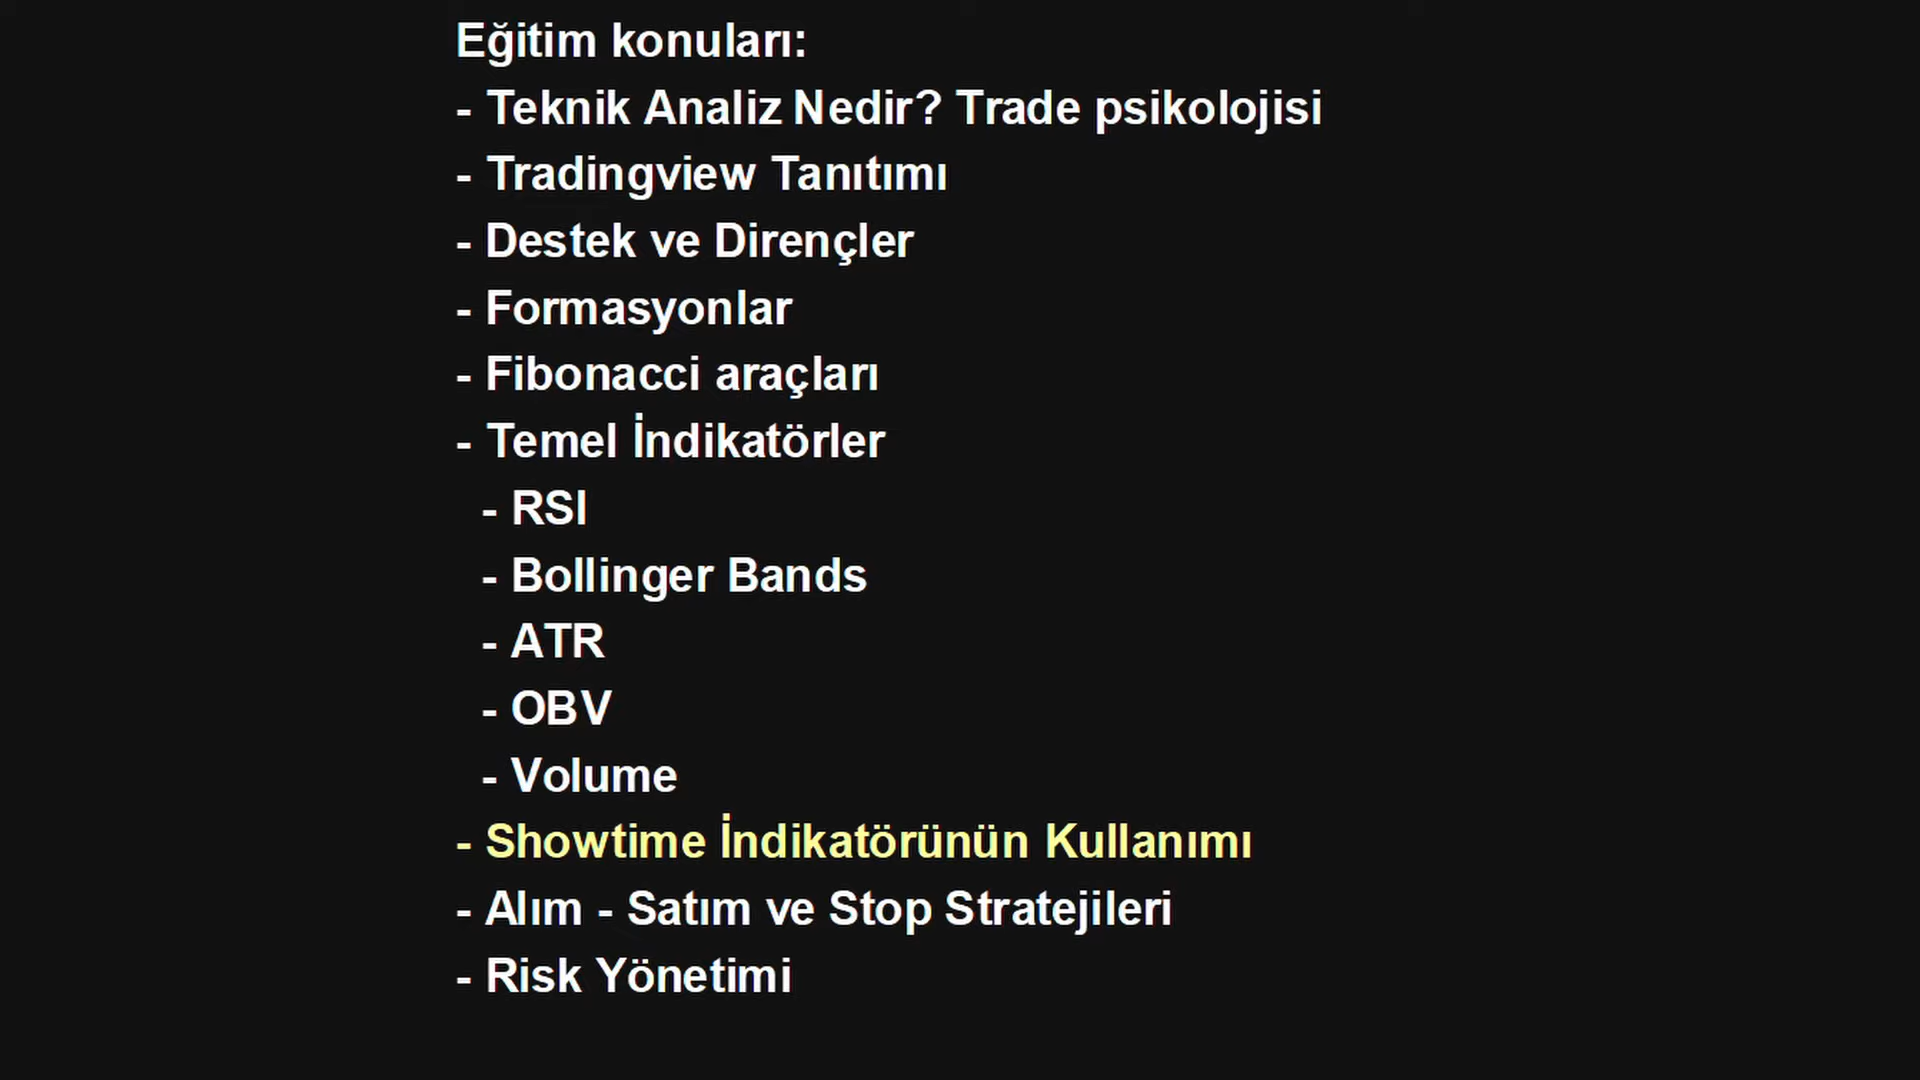 Eğitim konuları:
- Teknik Analiz Nedir? Trade psikolojisi
- Tradingview Tanıtımı
- Destek ve Dirençler
- Formasyonlar
- Fibonacci araçları
- Temel İndikatörler
- RSI
- Bollinger Bands
- ATR
- OBV
- Volume
- Showtime İndikatörünün Kullanımı
- Alım - Satım ve Stop Stratejileri
- Risk Yönetimi